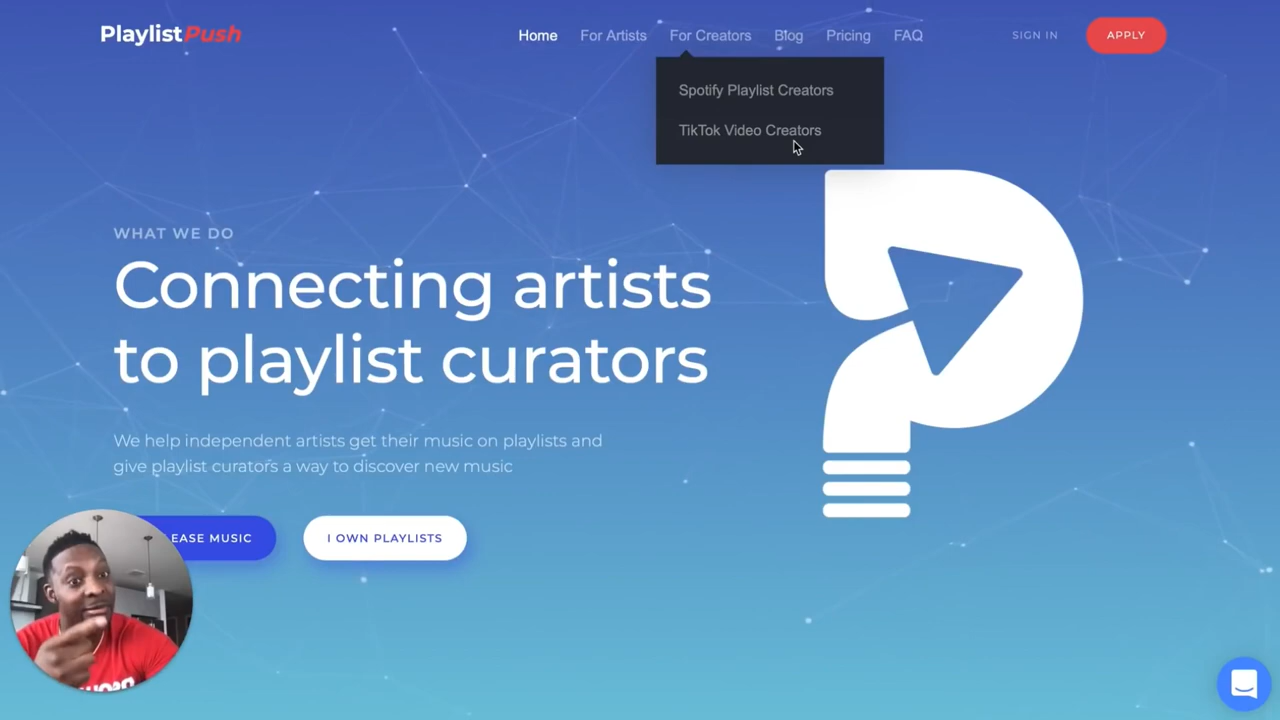 PlaylistPush
Home For Artists For Creators Blog Pricing FAQ
SIGN IN
APPLY
Spotify Playlist Creators
TikTok Video Creators
WHAT WE DO
Connecting artists
to playlist curators
We help independent artists get their music on playlists and
give playlist curators a way to discover new music
EASE MUSIC
I OWN PLAYLISTS